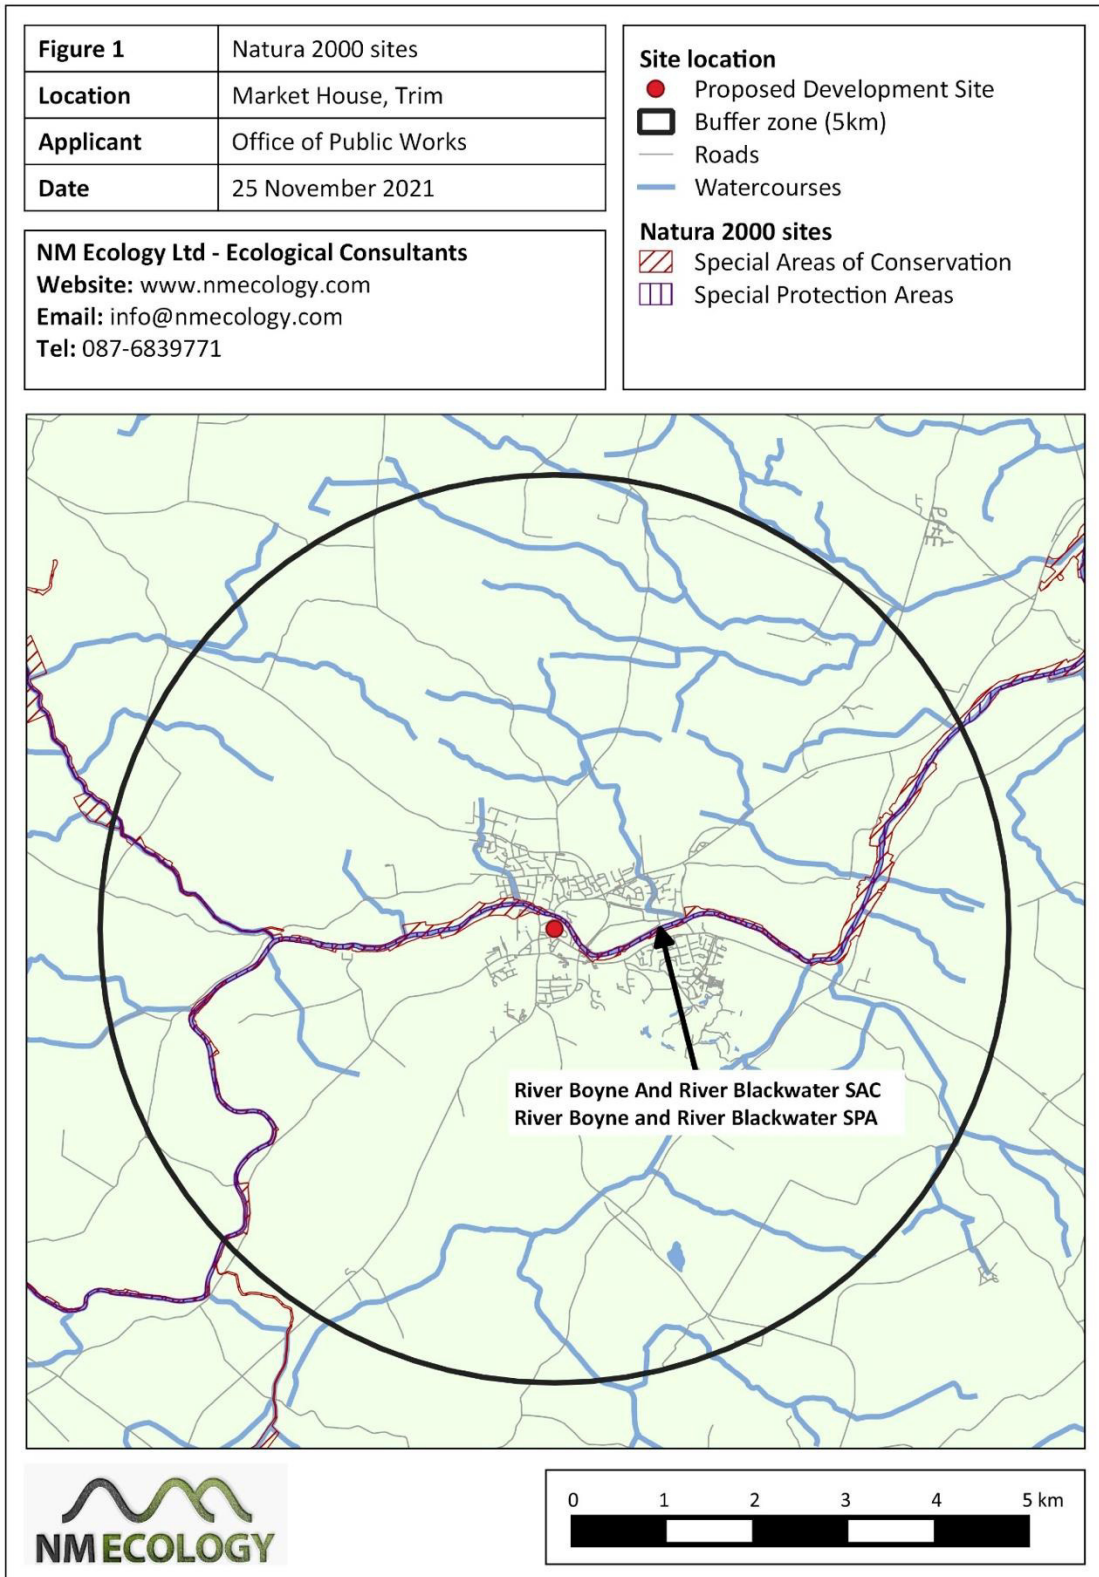 Figure 1 Natura 2000 sites
Location Market House, Trim
Applicant Office of Public Works
Date 25 November 2021
NM Ecology Ltd - Ecological Consultants
Website: www.nmecology.com
Email: info@nmecology.com
Tel: 087-6839771
Site location
Proposed Development Site
Buffer zone (5km)
Roads
Watercourses
Natura 2000 sites
Special Areas of Conservation
Special Protection Areas
River Boyne And River Blackwater SAC
River Boyne and River Blackwater SPA
NMECOLOGY
0 1 2 3 4 5 km